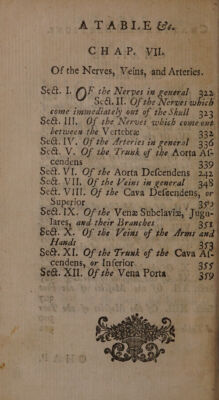 A TABLE &c.
CHAP. VII.
Of the Nerves, Veins, and Arteries.
Sect. I. OF the Nerves in general 322
Sect. II. Of the Nerves which
come immediately out of the Skull 323
Sect. III. Of the Nerves which come out
between the Vertebræ 332
Sect. IV. Of the Arteries in general 336
Sect. V. Of the Trunk of the Aorta As-
cendens 339
Sect. VI. Of the Aorta Descendens 242
Sect. VII. Of the Veins in general 348
Sect. VIII. Of the Cava Descendens, or
Superior 350
Sect. IX. Of the Venæ Subclaviæ, Jugu-
lares, and their Branches 351
Sect. X. Of the Veins of the Arms and
Hands 353
Sect. XI. Of the Trunk of the Cava As-
cendens, or Inferior 355
Sect. XII. Of the Vena Porta 359